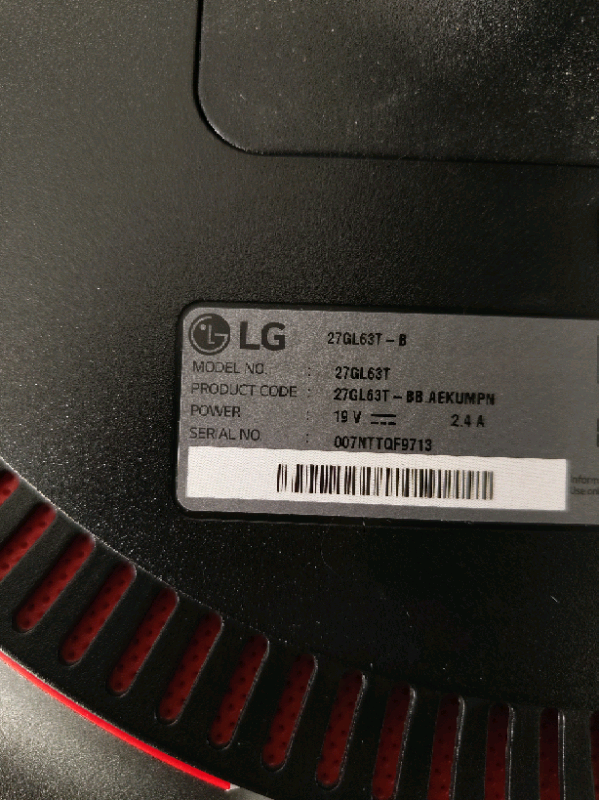 LG 27GL63T-B
MODEL NO. : 27GL63T
PRODUCT CODE : 27GL63T-BB.AEKUMPN
POWER : 19 V 2.4 A
SERIAL NO. : 007NTTQF9713